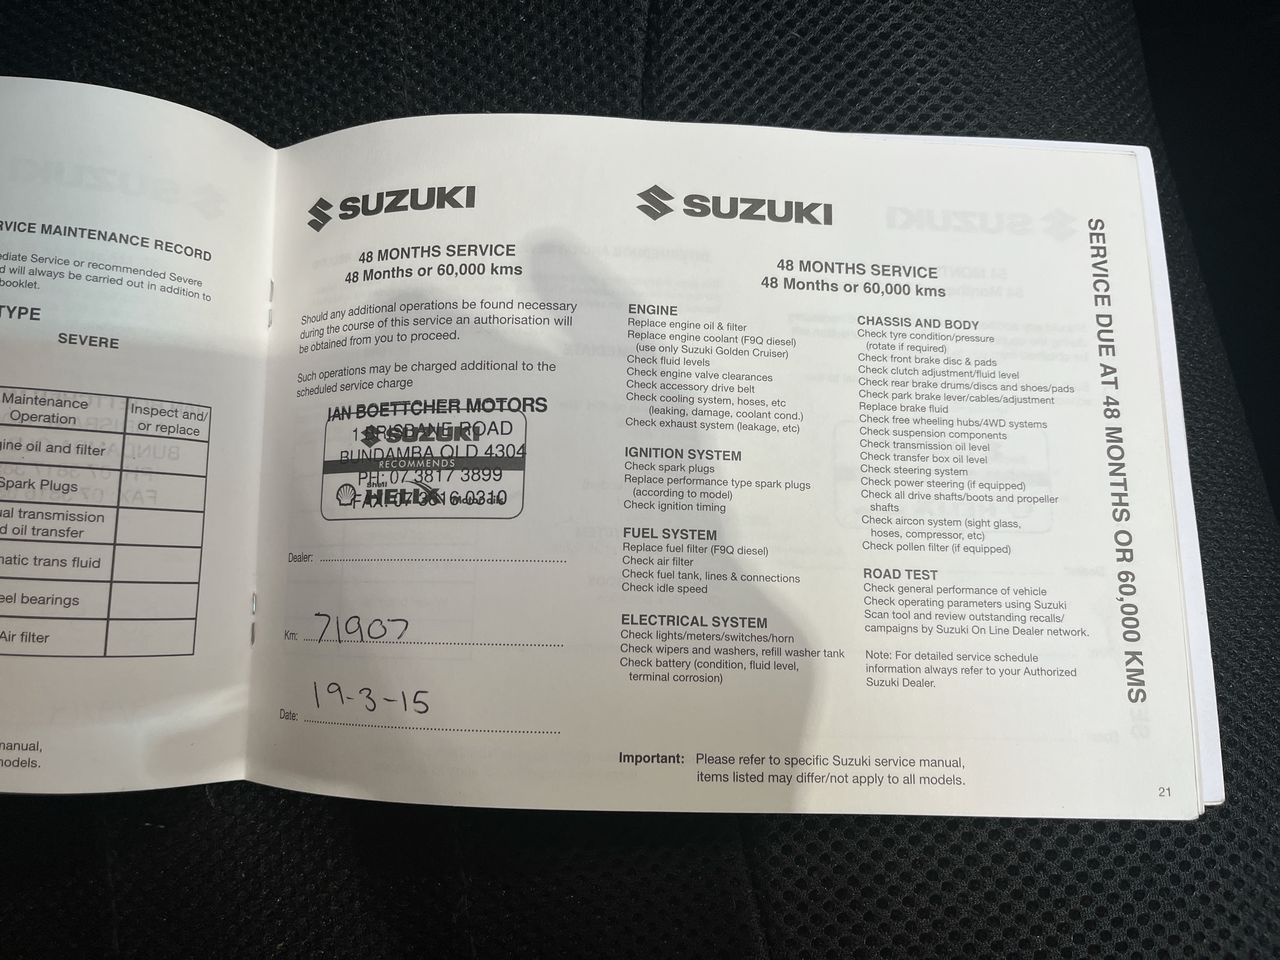 RVICE MAINTENANCE RECORD
ediate Service or recommended Severe
d will always be carried out in addition to
booklet.
TYPE
SEVERE
Maintenance Operation
Inspect and/ or replace
gine oil and filter
Spark Plugs
ual transmission
d oil transfer
matic trans fluid
eel bearings
Air filter
manual,
models.
SUZUKI
48 MONTHS SERVICE
48 Months or 60,000 kms
Should any additional operations be found necessary
during the course of this service an authorisation will
be obtained from you to proceed.
Such operations may be charged additional to the
scheduled service charge
IAN BOETTCHER MOTORS
1 BRISBANE ROAD
SUZUKI
BUNDAMBA QLD 4304
RECOMMENDS
PH: 07 3817 3899
Shell
HELIX
FAX: 07 3816 0310
Dealer:
Km: 71907
Date: 19-3-15
SUZUKI
48 MONTHS SERVICE
48 Months or 60,000 kms
ENGINE
Replace engine oil & filter
Replace engine coolant (F9Q diesel)
(use only Suzuki Golden Cruiser)
Check fluid levels
Check engine valve clearances
Check accessory drive belt
Check cooling system, hoses, etc
(leaking, damage, coolant cond.)
Check exhaust system (leakage, etc)
IGNITION SYSTEM
Check spark plugs
Replace performance type spark plugs
(according to model)
Check ignition timing
FUEL SYSTEM
Replace fuel filter (F9Q diesel)
Check air filter
Check fuel tank, lines & connections
Check idle speed
ELECTRICAL SYSTEM
Check lights/meters/switches/horn
Check wipers and washers, refill washer tank
Check battery (condition, fluid level,
terminal corrosion)
CHASSIS AND BODY
Check tyre condition/pressure
(rotate if required)
Check front brake disc & pads
Check clutch adjustment/fluid level
Check rear brake drums/discs and shoes/pads
Check park brake lever/cables/adjustment
Replace brake fluid
Check free wheeling hubs/4WD systems
Check suspension components
Check transmission oil level
Check transfer box oil level
Check steering system
Check power steering (if equipped)
Check all drive shafts/boots and propeller
shafts
Check aircon system (sight glass,
hoses, compressor, etc)
Check pollen filter (if equipped)
ROAD TEST
Check general performance of vehicle
Check operating parameters using Suzuki
Scan tool and review outstanding recalls/
campaigns by Suzuki On Line Dealer network.
Note: For detailed service schedule
information always refer to your Authorized
Suzuki Dealer.
Important: Please refer to specific Suzuki service manual,
items listed may differ/not apply to all models.
SERVICE DUE AT 48 MONTHS OR 60,000 KMS
21